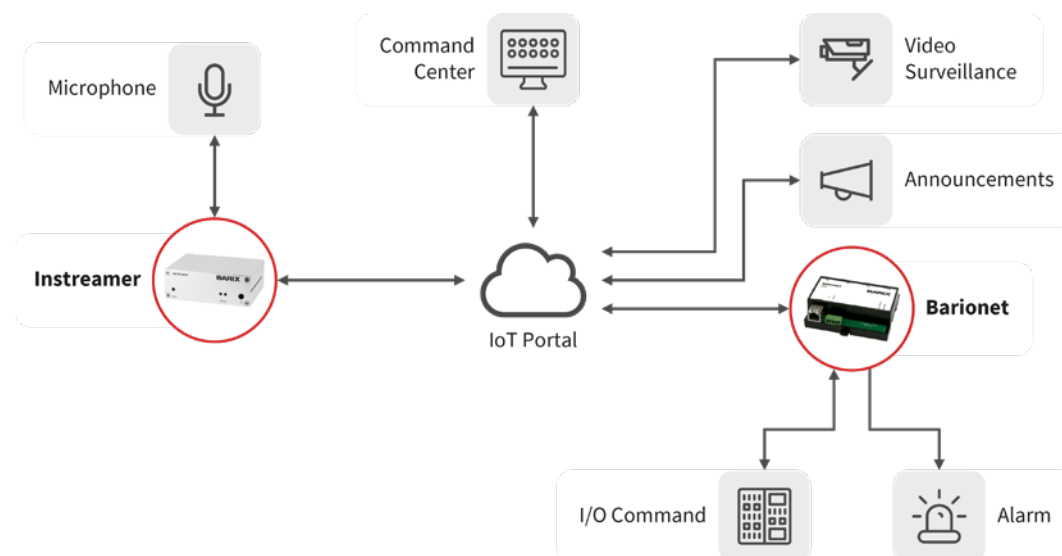 Command
Center
Video
Surveillance
Microphone
Announcements
Instreamer
BARIX
IoT Portal
BARIX
Barionet
I/O Command
Alarm